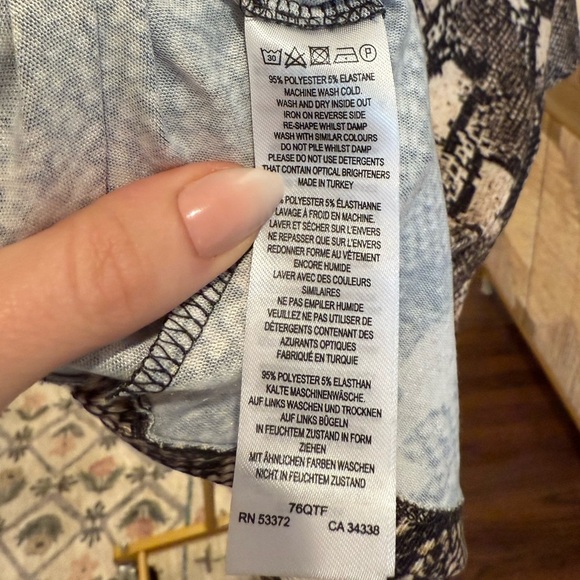 30 P
95% POLYESTER 5% ELASTANE
MACHINE WASH COLD.
WASH AND DRY INSIDE OUT
IRON ON REVERSE SIDE
RE-SHAPE WHILST DAMP
WASH WITH SIMILAR COLOURS
DO NOT PILE WHILST DAMP
PLEASE DO NOT USE DETERGENTS
THAT CONTAIN OPTICAL BRIGHTENERS
MADE IN TURKEY
POLYESTER 5% ÉLASTHANNE
LAVAGE À FROID EN MACHINE.
LAVER ET SÉCHER SUR L'ENVERS
NE REPASSER QUE SUR L'ENVERS
REDONNER FORME AU VÊTEMENT
ENCORE HUMIDE
LAVER AVEC DES COULEURS
SIMILAIRES
NE PAS EMPILER HUMIDE
VEUILLEZ NE PAS UTILISER DE
DÉTERGENTS CONTENANT DES
AZURANTS OPTIQUES
FABRIQUÉ EN TURQUIE
95% POLYESTER 5% ELASTHAN
KALTE MASCHINENWÄSCHE.
AUF LINKS WASCHEN UND TROCKNEN
AUF LINKS BÜGELN
IN FEUCHTEM ZUSTAND IN FORM
ZIEHEN
MIT ÄHNLICHEN FARBEN WASCHEN
NICHT IN FEUCHTEM ZUSTAND
76QTF
RN 53372 CA 34338